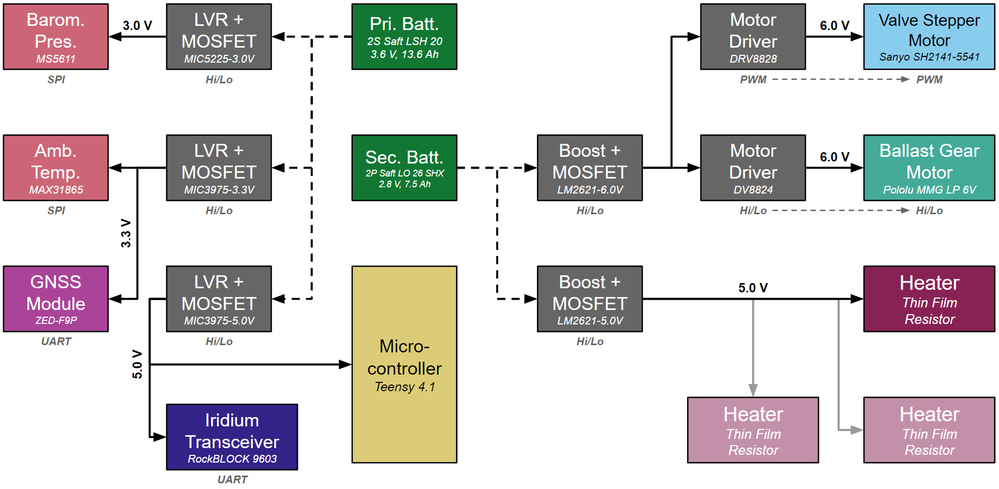 Barom.
Pres.
MS5611
SPI
3.0 V
LVR +
MOSFET
MIC5225-3.0V
Hi/Lo
Pri. Batt.
2S Saft LSH 20
3.6 V, 13.6 Ah
Motor
Driver
DRV8828
PWM
6.0 V
Valve Stepper
Motor
Sanyo SH2141-5541
PWM
Amb.
Temp.
MAX31865
SPI
3.3 V
LVR +
MOSFET
MIC3975-3.3V
Hi/Lo
Sec. Batt.
2P Saft LO 26 SHX
2.8 V, 7.5 Ah
Boost +
MOSFET
LM2621-6.0V
Hi/Lo
Motor
Driver
DV8824
Hi/Lo
6.0 V
Ballast Gear
Motor
Pololu MMG LP 6V
Hi/Lo
GNSS
Module
ZED-F9P
UART
5.0 V
LVR +
MOSFET
MIC3975-5.0V
Hi/Lo
Micro-
controller
Teensy 4.1
Boost +
MOSFET
LM2621-5.0V
Hi/Lo
5.0 V
Heater
Thin Film
Resistor
Iridium
Transceiver
RockBLOCK 9603
UART
Heater
Thin Film
Resistor
Heater
Thin Film
Resistor